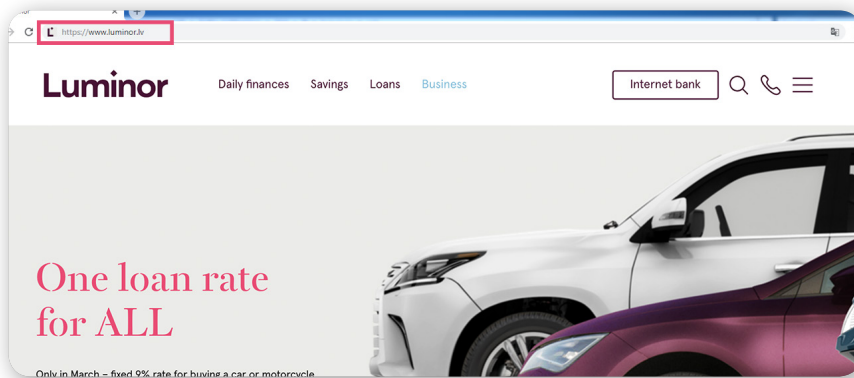 https://www.luminor.lv
Luminor
Daily finances Savings Loans Business Internet bank
One loan rate
for ALL
Only in March – fixed 9% rate for buying a car or motorcycle